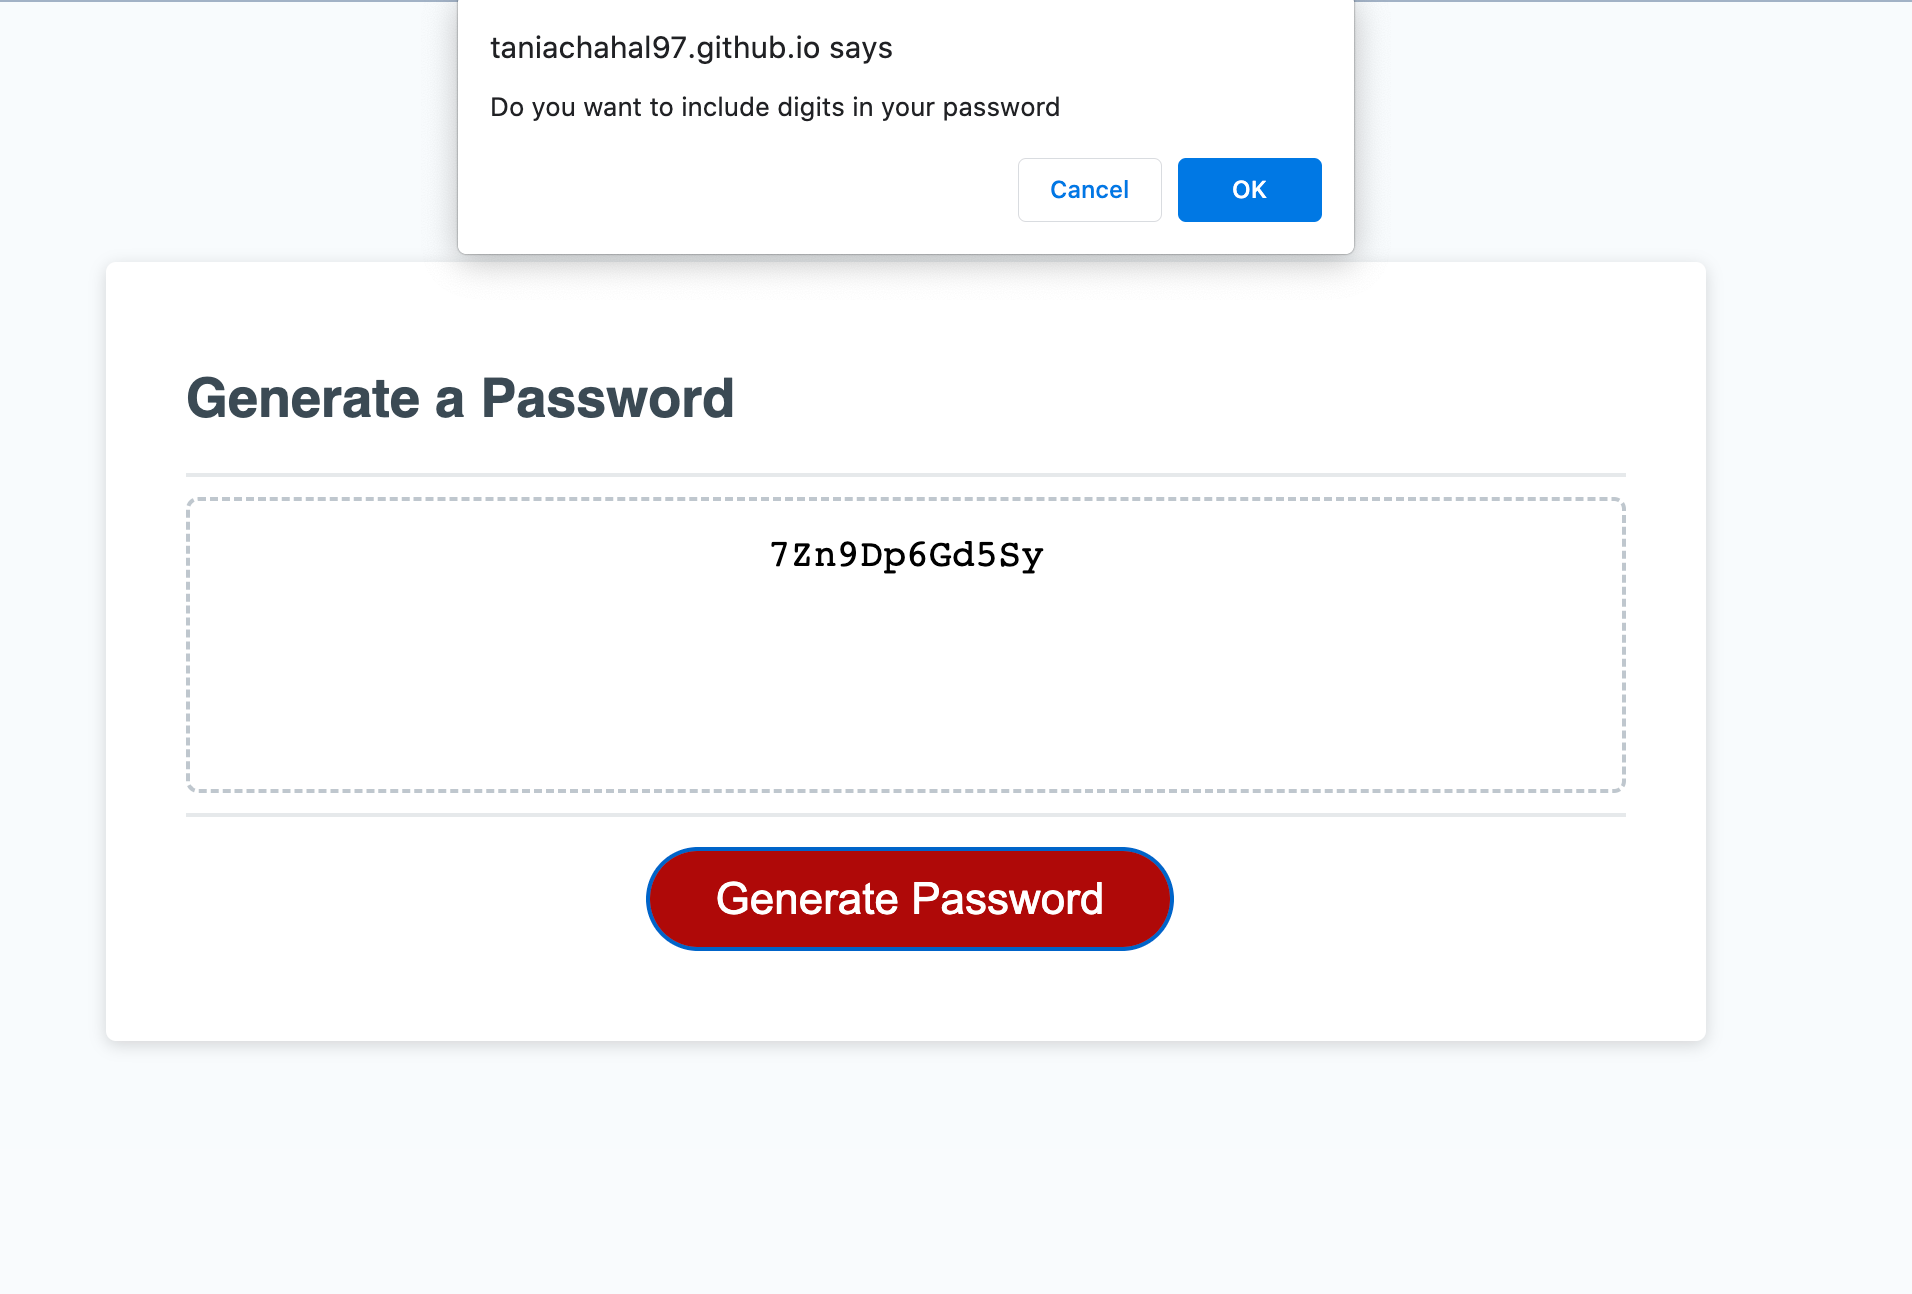 taniachahal97.github.io says
Do you want to include digits in your password
Cancel
OK
Generate a Password
7Zn9Dp6Gd5Sy
Generate Password